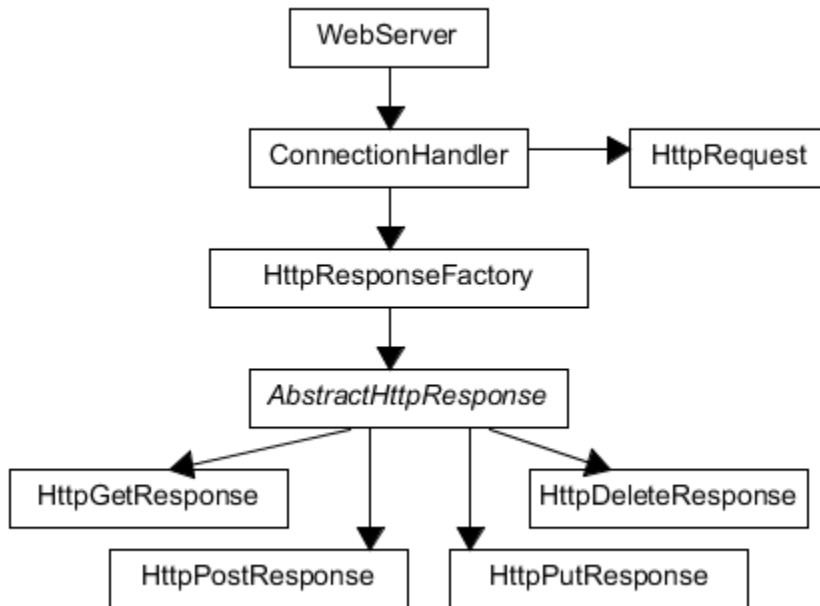 WebServer
ConnectionHandler
HttpRequest
HttpResponseFactory
AbstractHttpResponse
HttpGetResponse
HttpDeleteResponse
HttpPostResponse
HttpPutResponse